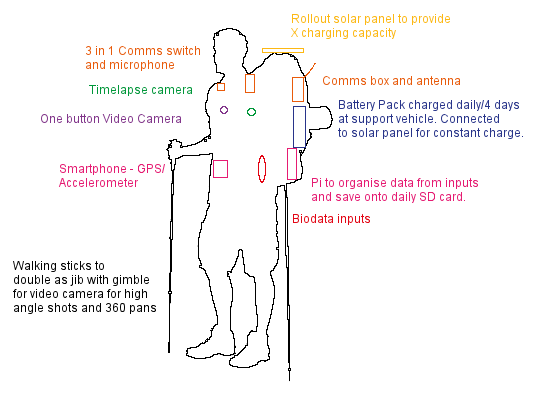 Rollout solar panel to provide
X charging capacity
3 in 1 Comms switch
and microphone
Comms box and antenna
Timelapse camera
Battery Pack charged daily/4 days
at support vehicle. Connected
to solar panel for constant charge.
One button Video Camera
Smartphone - GPS/
Accelerometer
Pi to organise data from inputs
and save onto daily SD card.
Biodata inputs
Walking sticks to
double as jib with gimble
for video camera for high
angle shots and 360 pans